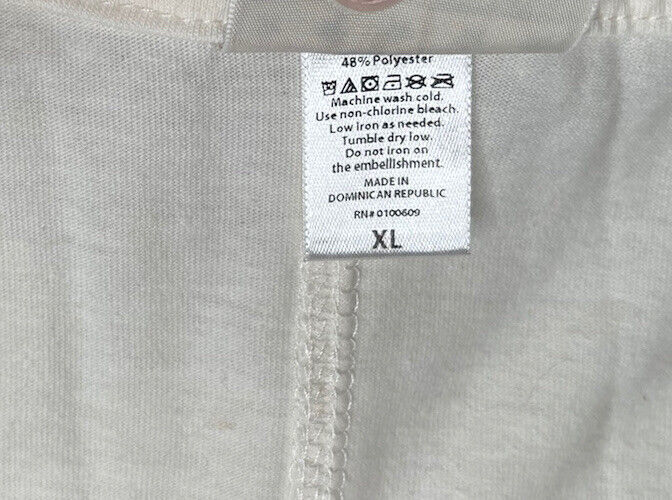 48% Polyester
Machine wash cold.
Use non-chlorine bleach.
Low iron as needed.
Tumble dry low.
Do not iron on
the embellishment.
MADE IN
DOMINICAN REPUBLIC
RN# 0100609
XL